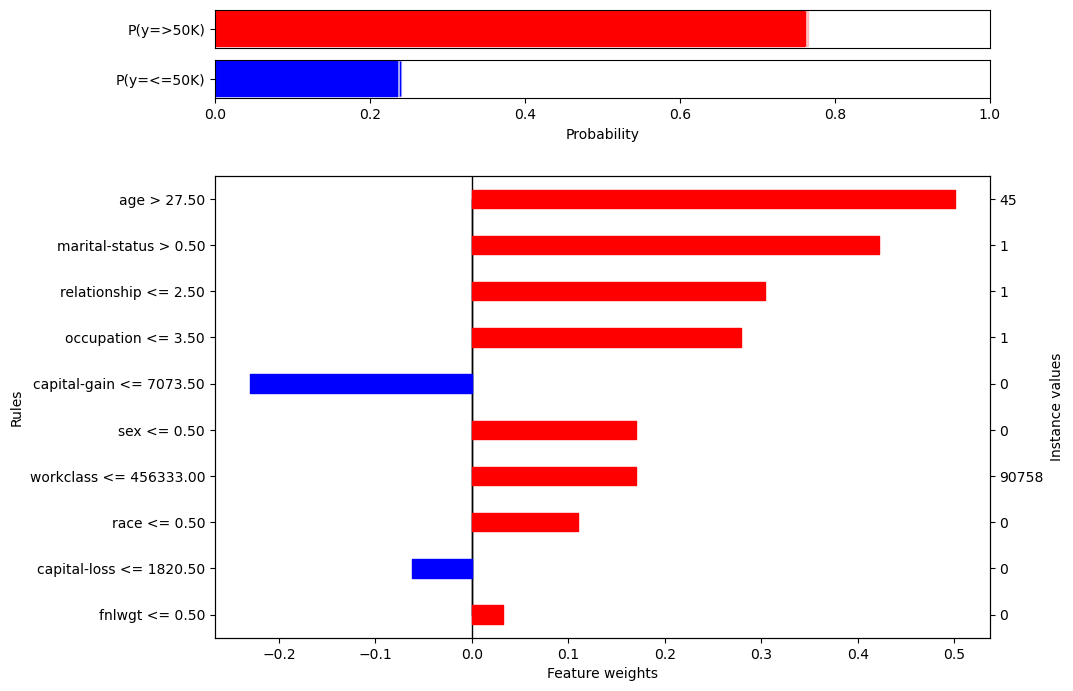 P(y=>50K)
P(y=<=50K)
0.0 0.2 0.4 0.6 0.8 1.0
Probability
Rules
age > 27.50 45
marital-status > 0.50 1
relationship <= 2.50 1
occupation <= 3.50 1
capital-gain <= 7073.50 0
sex <= 0.50 0
workclass <= 456333.00 90758
race <= 0.50 0
capital-loss <= 1820.50 0
fnlwgt <= 0.50 0
Instance values
−0.2 −0.1 0.0 0.1 0.2 0.3 0.4 0.5
Feature weights